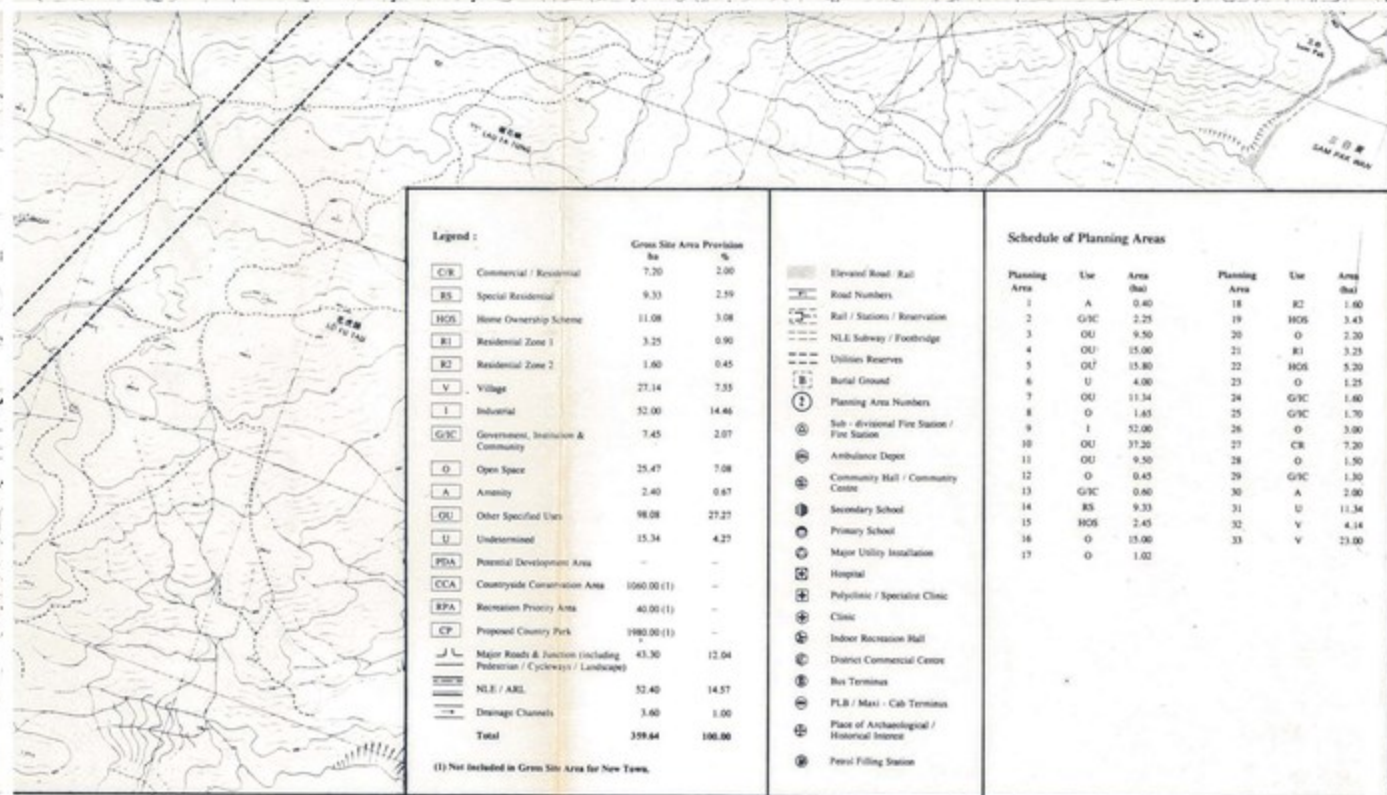 三白
Sam Pak
三白灣
SAM PAK WAN
LAU FA TUNG
老虎頭
LO FU TAU
Legend :
Gross Site Area Provision
ha %
C/R Commercial / Residential 7.20 2.00
RS Special Residential 9.33 2.59
HOS Home Ownership Scheme 11.08 3.08
R1 Residential Zone 1 3.25 0.90
R2 Residential Zone 2 1.60 0.45
V Village 27.14 7.55
I Industrial 52.00 14.46
G/IC Government, Institution & 7.45 2.07
Community
O Open Space 25.47 7.08
A Amenity 2.40 0.67
OU Other Specified Uses 98.08 27.27
U Undetermined 15.34 4.27
PDA Potential Development Area – –
CCA Countryside Conservation Area 1060.00 (1) –
RPA Recreation Priority Area 40.00 (1) –
CP Proposed Country Park 1980.00 (1) –
Major Roads & Junction (including 43.30 12.04
Pedestrian / Cycleways / Landscape)
NLE / ARL 52.40 14.57
Drainage Channels 3.60 1.00
Total 359.64 100.00
(1) Not Included in Gross Site Area for New Town.
Elevated Road / Rail
Road Numbers
Rail / Stations / Reservation
NLE Subway / Footbridge
Utilities Reserves
B Burial Ground
2 Planning Area Numbers
Sub - divisional Fire Station /
Fire Station
Ambulance Depot
Community Hall / Community
Centre
Secondary School
Primary School
Major Utility Installation
Hospital
Polyclinic / Specialist Clinic
Clinic
Indoor Recreation Hall
District Commercial Centre
Bus Terminus
PLB / Maxi - Cab Terminus
Place of Archaeological /
Historical Interest
Petrol Filling Station
Schedule of Planning Areas
Planning Use Area Planning Use Area
Area (ha) Area (ha)
1 A 0.40 18 R2 1.60
2 G/IC 2.25 19 HOS 3.43
3 OU 9.50 20 O 2.20
4 OU 15.00 21 R1 3.25
5 OU 15.80 22 HOS 5.20
6 U 4.00 23 O 1.25
7 OU 11.34 24 G/IC 1.60
8 O 1.65 25 G/IC 1.70
9 I 52.00 26 O 3.00
10 OU 37.20 27 CR 7.20
11 OU 9.50 28 O 1.50
12 O 0.45 29 G/IC 1.30
13 G/IC 0.60 30 A 2.00
14 RS 9.33 31 U 11.34
15 HOS 2.45 32 V 4.14
16 O 15.00 33 V 23.00
17 O 1.02